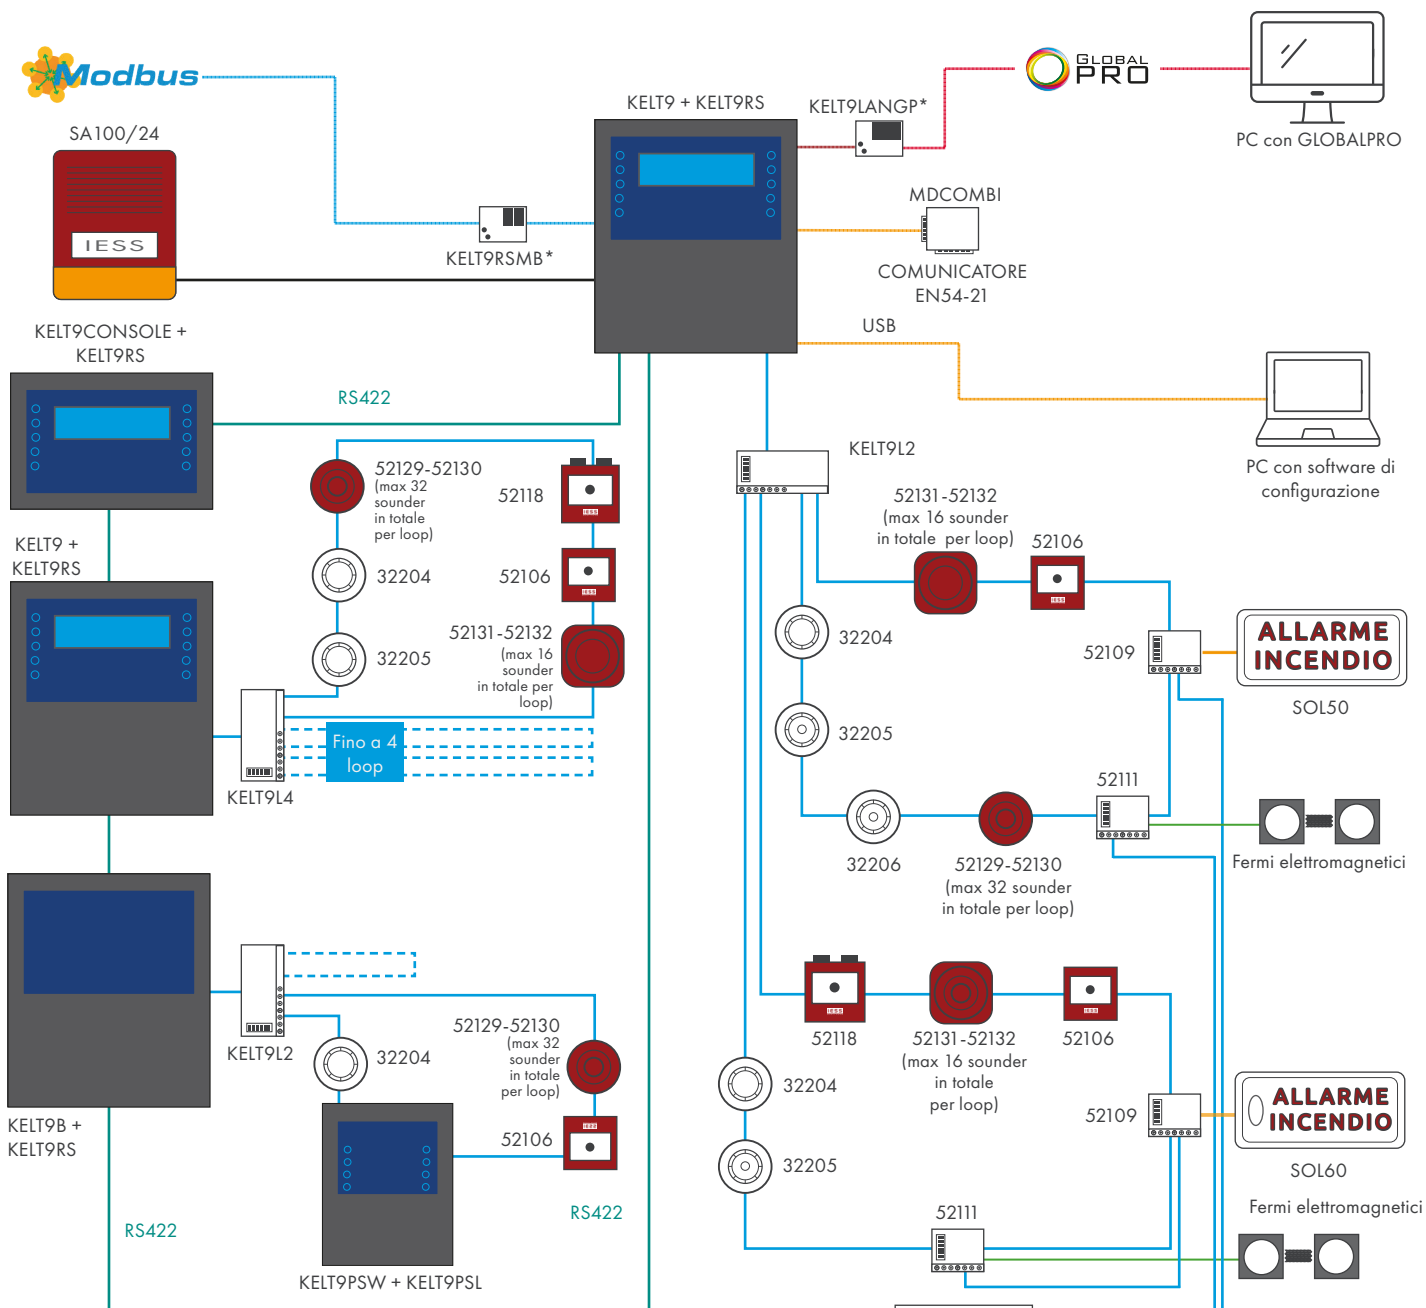 Modbus
GLOBAL
PRO
PC con GLOBALPRO
KELT9 + KELT9RS
KELT9LANGP*
SA100/24
IESS
KELT9RSMB*
MDCOMBI
COMUNICATORE
EN54-21
USB
PC con software di
configurazione
KELT9CONSOLE +
KELT9RS
RS422
52129-52130
(max 32
sounder
in totale
per loop)
52118
IESS
32204
52106
IESS
32205
52131-52132
(max 16
sounder
in totale per
loop)
KELT9 +
KELT9RS
Fino a 4
loop
KELT9L4
KELT9L2
52131-52132
(max 16 sounder
in totale per loop)
52106
IESS
32204
52109
ALLARME
INCENDIO
SOL50
32205
52111
32206
52129-52130
(max 32 sounder
in totale per loop)
Fermi elettromagnetici
KELT9B +
KELT9RS
KELT9L2
32204
52129-52130
(max 32
sounder
in totale
per loop)
IESS
52106
RS422
RS422
KELT9PSW + KELT9PSL
IESS
52118
52131-52132
(max 16 sounder
in totale
per loop)
IESS
52106
32204
52109
ALLARME
INCENDIO
SOL60
32205
52111
Fermi elettromagnetici